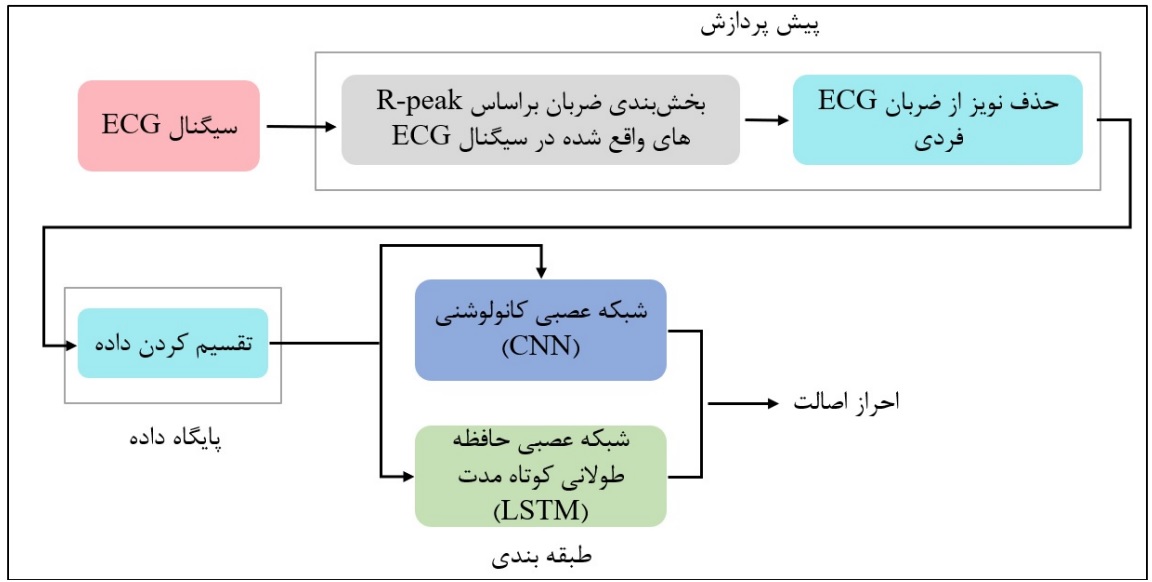 پیش پردازش
سیگنال ECG
بخش‌بندی ضربان براساس R-peak
های واقع شده در سیگنال ECG
حذف نویز از ضربان ECG
فردی
تقسیم کردن داده
پایگاه داده
شبکه عصبی کانولوشنی
(CNN)
شبکه عصبی حافظه
طولانی کوتاه مدت
(LSTM)
طبقه بندی
احراز اصالت